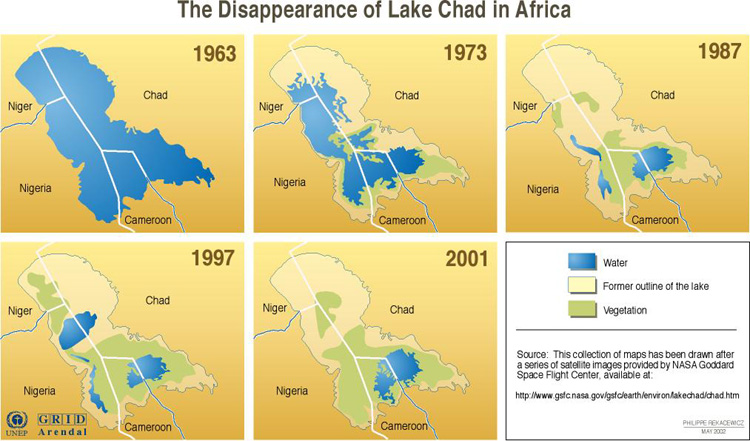 The Disappearance of Lake Chad in Africa
1963
Niger
Chad
Nigeria
Cameroon
1973
Niger
Chad
Nigeria
Cameroon
1987
Niger
Chad
Nigeria
Cameroon
1997
Niger
Chad
Nigeria
Cameroon
UNEP
GRID
Arendal
2001
Niger
Chad
Nigeria
Cameroon
Water
Former outline of the lake
Vegetation
Source: This collection of maps has been drawn after
a series of satellite images provided by NASA Goddard
Space Flight Center, available at:
http://www.gsfc.nasa.gov/gsfc/earth/environ/lakechad/chad.htm
PHILIPPE REKACEWICZ
MAY 2002